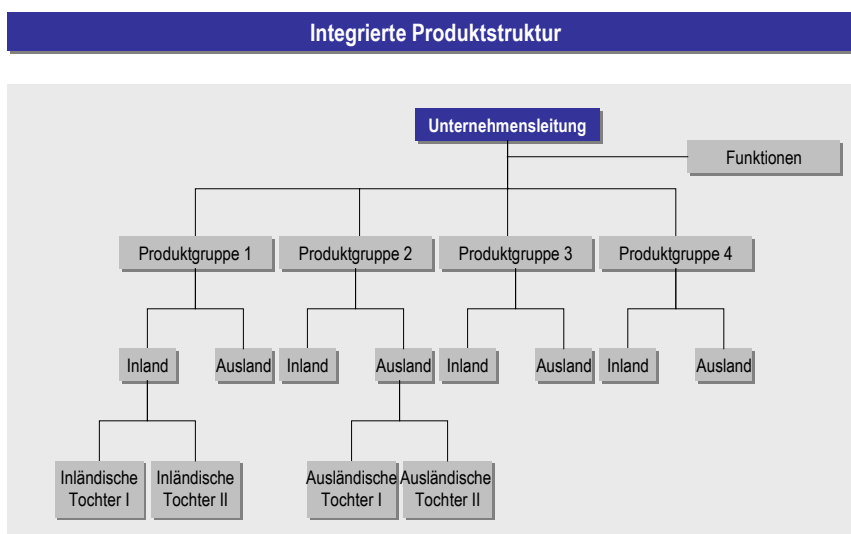 Integrierte Produktstruktur
Unternehmensleitung
Funktionen
Produktgruppe 1
Produktgruppe 2
Produktgruppe 3
Produktgruppe 4
Inland
Ausland
Inland
Ausland
Inland
Ausland
Inland
Ausland
Inländische
Tochter I
Inländische
Tochter II
Ausländische
Tochter I
Ausländische
Tochter II